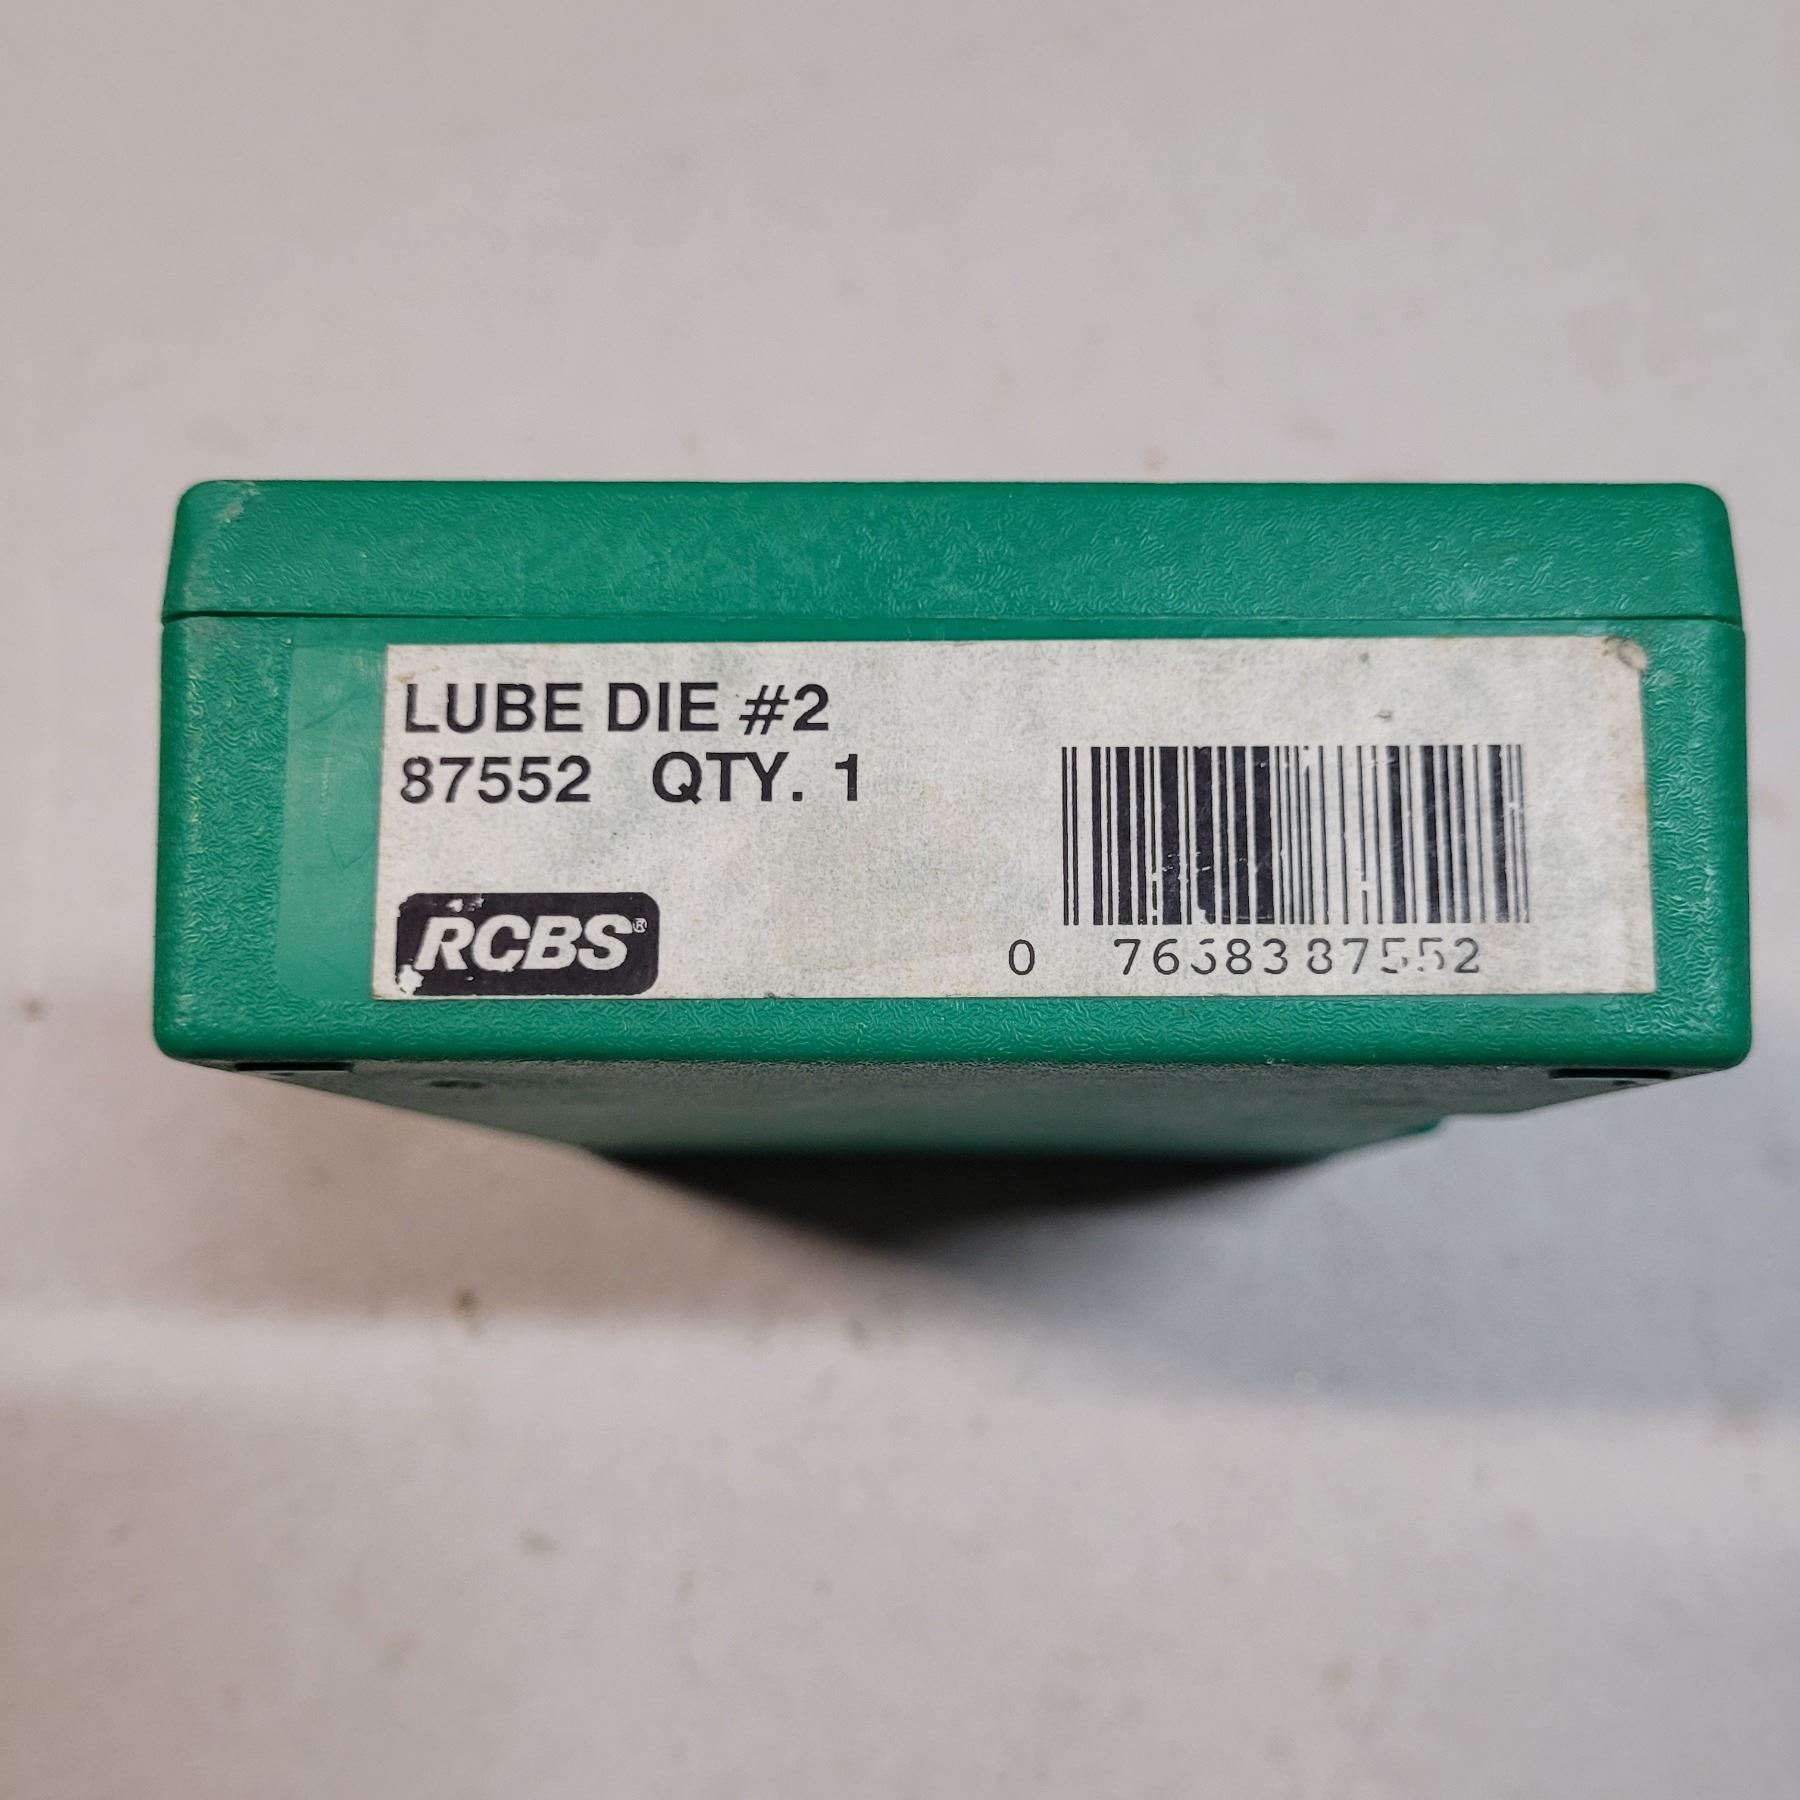 LUBE DIE #2
87552 QTY. 1
RCBS®
0 76683 87552